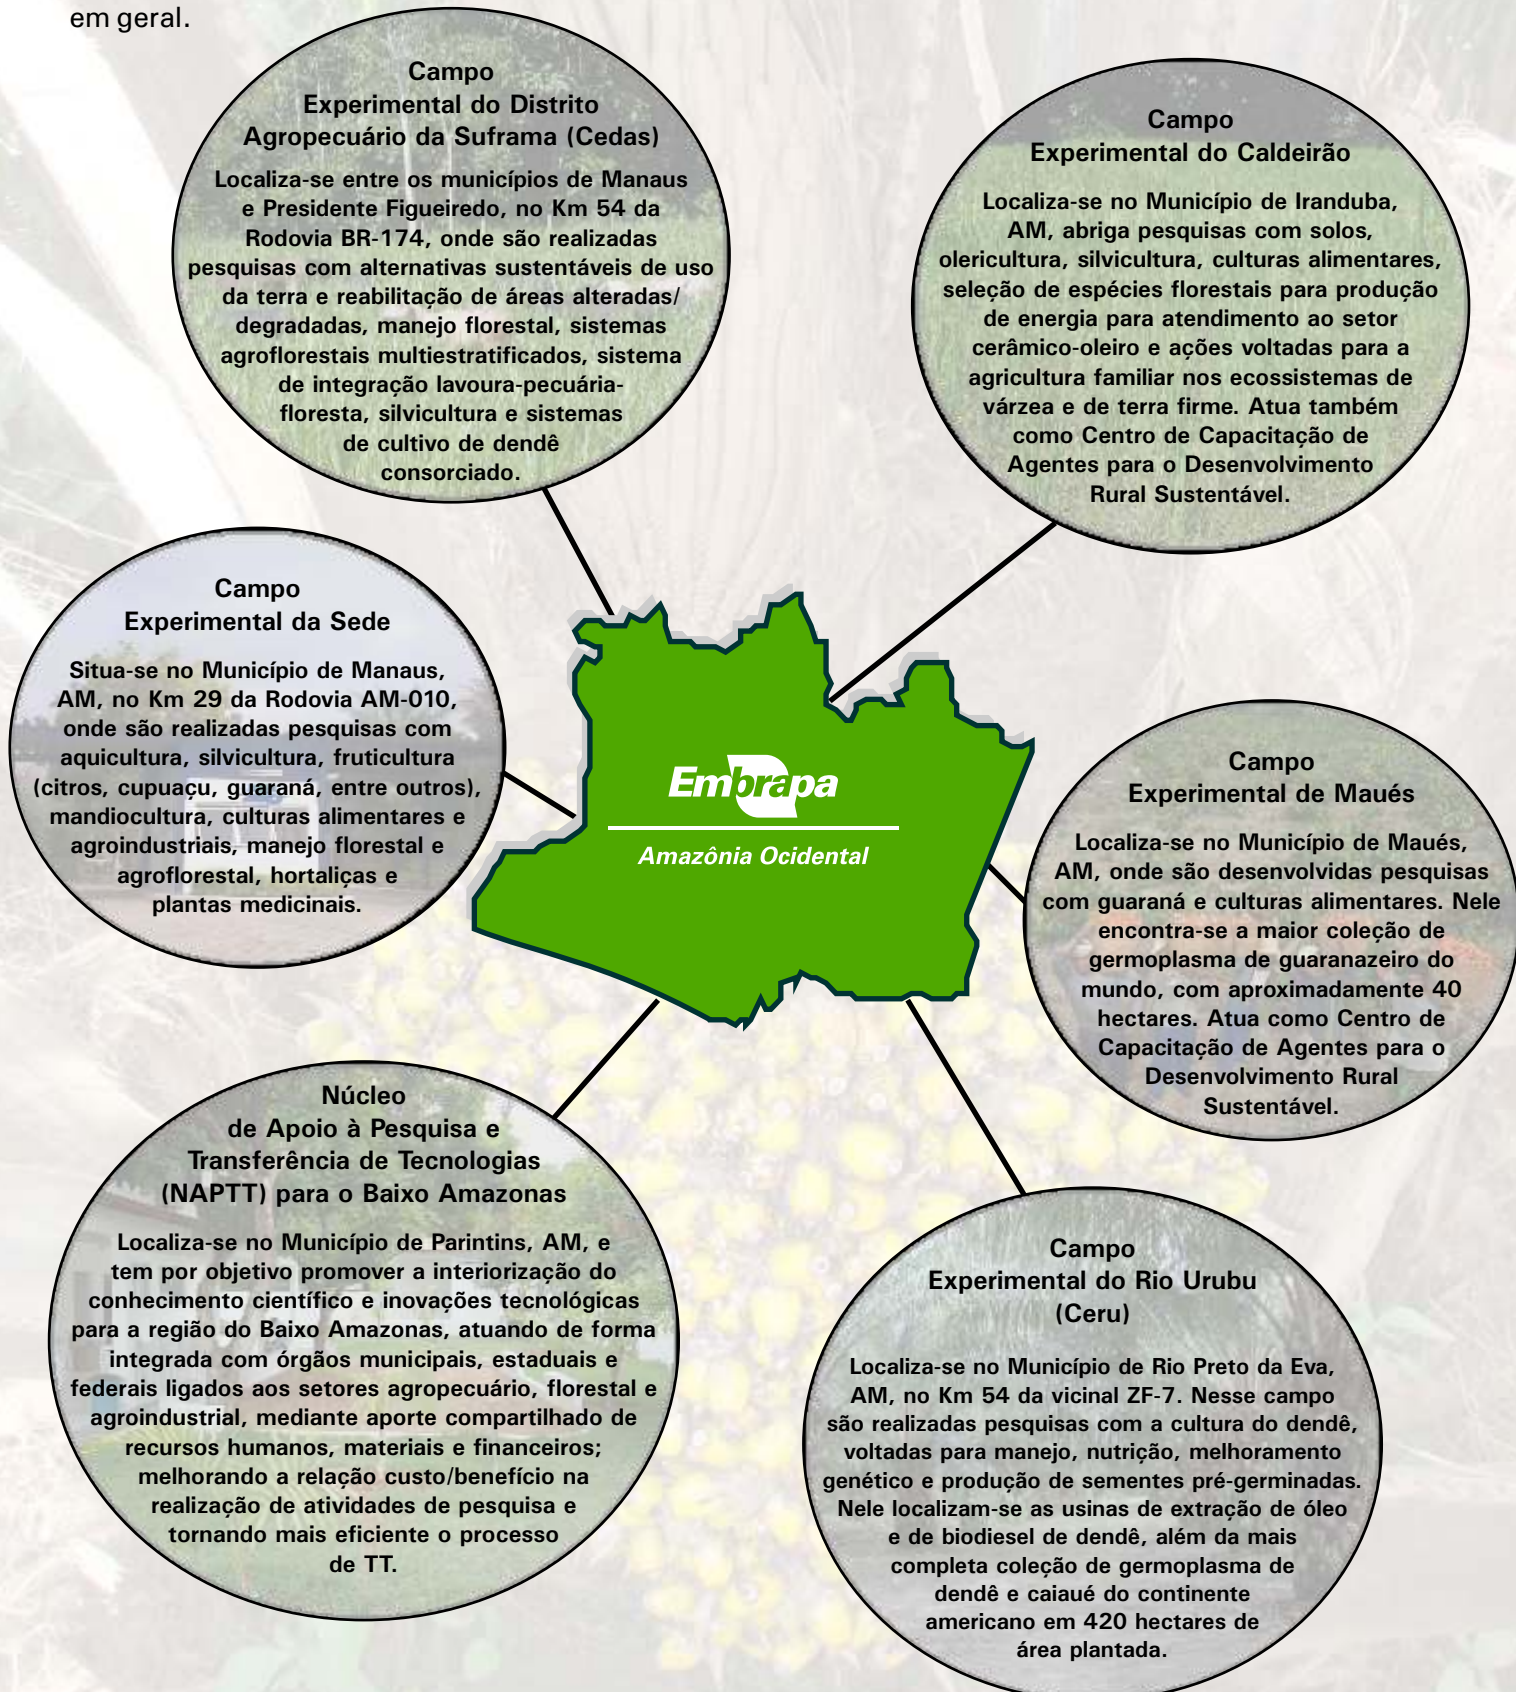 em geral.
Campo
Experimental do Distrito
Agropecuário da Suframa (Cedas)
Localiza-se entre os municípios de Manaus
e Presidente Figueiredo, no Km 54 da
Rodovia BR-174, onde são realizadas
pesquisas com alternativas sustentáveis de uso
da terra e reabilitação de áreas alteradas/
degradadas, manejo florestal, sistemas
agroflorestais multiestratificados, sistema
de integração lavoura-pecuária-
floresta, silvicultura e sistemas
de cultivo de dendê
consorciado.
Campo
Experimental do Caldeirão
Localiza-se no Município de Iranduba,
AM, abriga pesquisas com solos,
olericultura, silvicultura, culturas alimentares,
seleção de espécies florestais para produção
de energia para atendimento ao setor
cerâmico-oleiro e ações voltadas para a
agricultura familiar nos ecossistemas de
várzea e de terra firme. Atua também
como Centro de Capacitação de
Agentes para o Desenvolvimento
Rural Sustentável.
Campo
Experimental da Sede
Situa-se no Município de Manaus,
AM, no Km 29 da Rodovia AM-010,
onde são realizadas pesquisas com
aquicultura, silvicultura, fruticultura
(citros, cupuaçu, guaraná, entre outros),
mandiocultura, culturas alimentares e
agroindustriais, manejo florestal e
agroflorestal, hortaliças e
plantas medicinais.
Embrapa
Amazônia Ocidental
Campo
Experimental de Maués
Localiza-se no Município de Maués,
AM, onde são desenvolvidas pesquisas
com guaraná e culturas alimentares. Nele
encontra-se a maior coleção de
germoplasma de guaranazeiro do
mundo, com aproximadamente 40
hectares. Atua como Centro de
Capacitação de Agentes para o
Desenvolvimento Rural
Sustentável.
Núcleo
de Apoio à Pesquisa e
Transferência de Tecnologias
(NAPTT) para o Baixo Amazonas
Localiza-se no Município de Parintins, AM, e
tem por objetivo promover a interiorização do
conhecimento científico e inovações tecnológicas
para a região do Baixo Amazonas, atuando de forma
integrada com órgãos municipais, estaduais e
federais ligados aos setores agropecuário, florestal e
agroindustrial, mediante aporte compartilhado de
recursos humanos, materiais e financeiros;
melhorando a relação custo/benefício na
realização de atividades de pesquisa e
tornando mais eficiente o processo
de TT.
Campo
Experimental do Rio Urubu
(Ceru)
Localiza-se no Município de Rio Preto da Eva,
AM, no Km 54 da vicinal ZF-7. Nesse campo
são realizadas pesquisas com a cultura do dendê,
voltadas para manejo, nutrição, melhoramento
genético e produção de sementes pré-germinadas.
Nele localizam-se as usinas de extração de óleo
e de biodiesel de dendê, além da mais
completa coleção de germoplasma de
dendê e caiaué do continente
americano em 420 hectares de
área plantada.